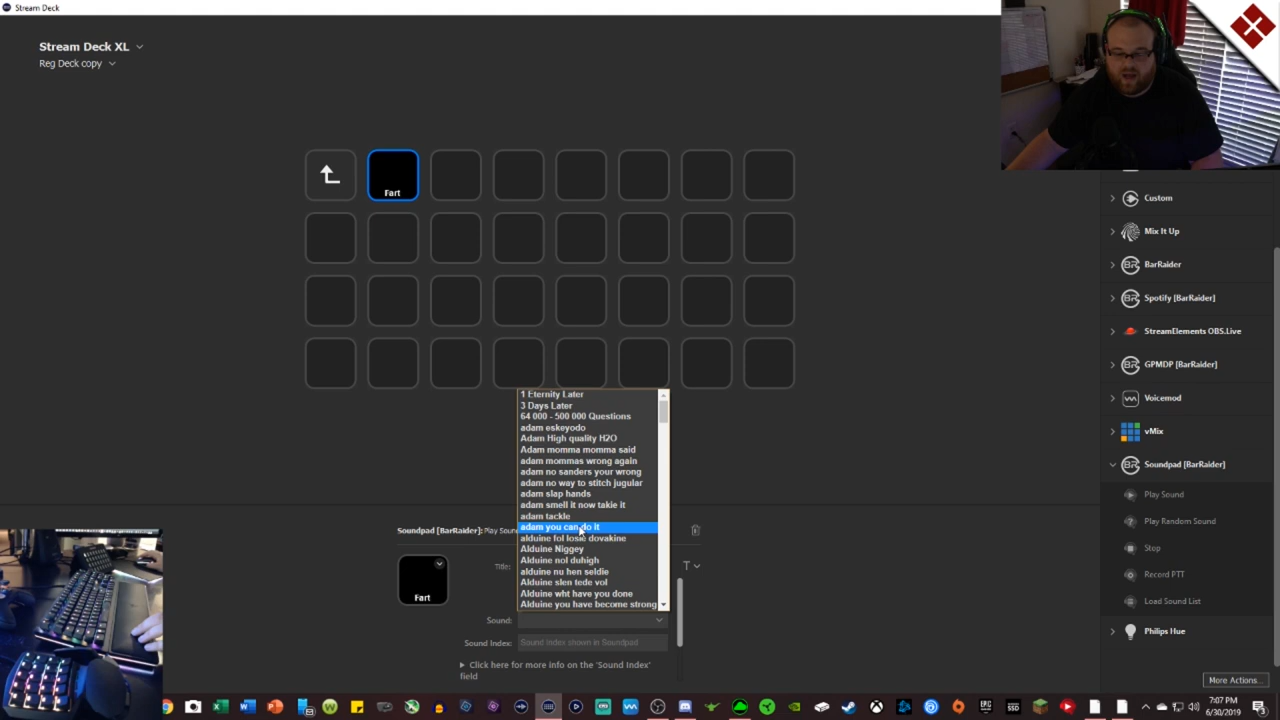 Stream Deck
Stream Deck XL
Reg Deck copy
Fart
Custom
Mix It Up
BarRaider
Spotify [BarRaider]
StreamElements OBS.Live
GPMDP [BarRaider]
Voicemod
vMix
Soundpad [BarRaider]
Play Sound
Play Random Sound
Stop
Record PTT
Load Sound List
Philips Hue
More Actions...
1 Eternity Later
3 Days Later
64 000 - 500 000 Questions
adam eskeyodo
Adam High quality H2O
Adam momma momma said
adam mommas wrong again
adam no sanders your wrong
adam no way to stitch jugular
adam slap hands
adam smell it now takie it
adam tackle
adam you can do it
alduine fol losie dovakine
Alduine Niggey
Alduine nol duhigh
alduine nu hen seldie
Alduine slen tede vol
Alduine wht have you done
Alduine you have become strong
Soundpad [BarRaider]: Play Soun
Title:
T
Fart
Sound:
Sound Index: Sound Index shown in Soundpad
Click here for more info on the 'Sound Index'
field
7:07 PM
6/30/2019